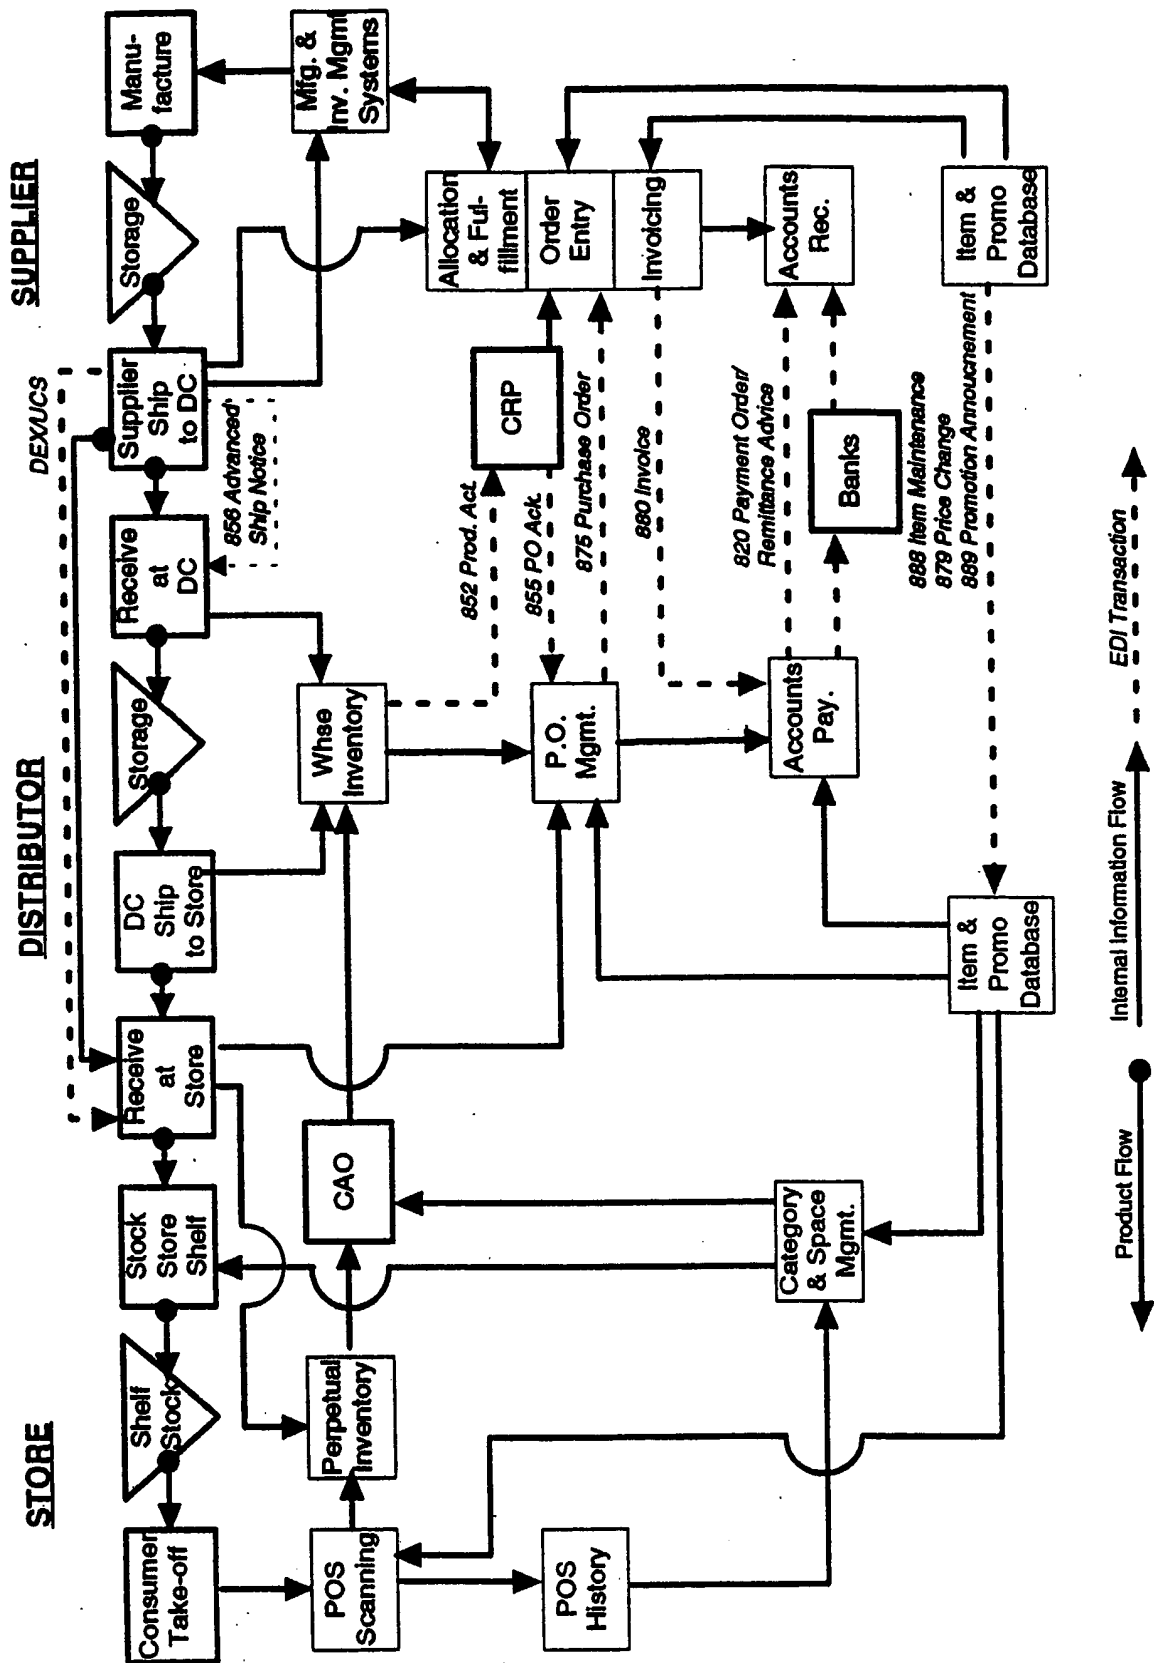 STORE
DISTRIBUTOR
SUPPLIER
DEX/UCS
Consumer
Take-off
Shelf
Stock
Stock
Store
Shelf
Receive
at
Store
DC
Ship
to Store
Storage
Receive
at
DC
Supplier
Ship
to DC
Storage
Manu-
facture
856 Advanced
Ship Notice
POS
Scanning
Perpetual
Inventory
CAO
Whse
Inventory
Mfg. &
Inv. Mgmt
Systems
852 Prod. Act.
CRP
855 PO Ack.
875 Purchase Order
Allocation
& Ful-
fillment
Order
Entry
Invoicing
POS
History
P.O.
Mgmt.
880 Invoice
Category
& Space
Mgmt.
Accounts
Pay.
820 Payment Order/
Remittance Advice
Banks
Accounts
Rec.
888 Item Maintenance
879 Price Change
889 Promotion Annoucnement
Item &
Promo
Database
Item &
Promo
Database
Product Flow
Internal Information Flow
EDI Transaction